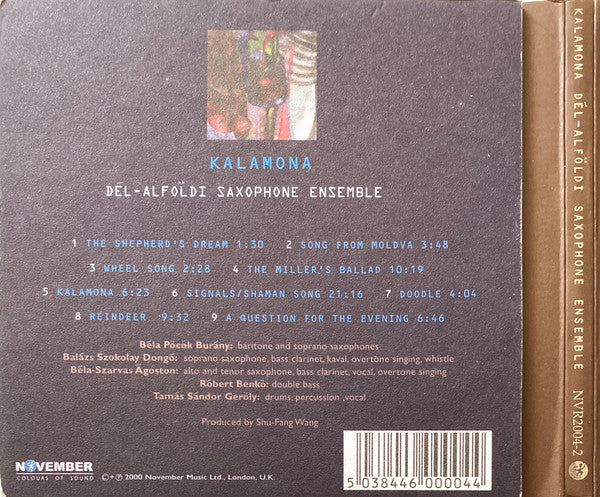 KALAMONA
DÉL-ALFÖLDI SAXOPHONE ENSEMBLE
1 THE SHEPHERD'S DREAM 1:30 2 SONG FROM MOLDVA 3:48
3 WHEEL SONG 2:28 4 THE MILLER'S BALLAD 10:19
5 KALAMONA 6:23 6 SIGNALS/SHAMAN SONG 21:16 7 DOODLE 4:04
8 REINDEER 9:32 9 A QUESTION FOR THE EVENING 6:46
Béla Pöcök Burány: baritone and soprano saxophones
Balázs Szokolay Dongó: soprano saxophone, bass clarinet, kaval, overtone singing, whistle
Béla-Szarvas Ágoston: alto and tenor saxophone, bass clarinet, vocal, overtone singing
Róbert Benkö: double bass
Tamás Sándor Geröly: drums, percussion ,vocal
Produced by Shu-Fang Wang
NOVEMBER
COLOURS OF SOUND
©+℗ 2000 November Music Ltd., London, U.K.
5 038446 000044
KALAMONA DÉL-ALFÖLDI SAXOPHONE ENSEMBLE NVR2004-2